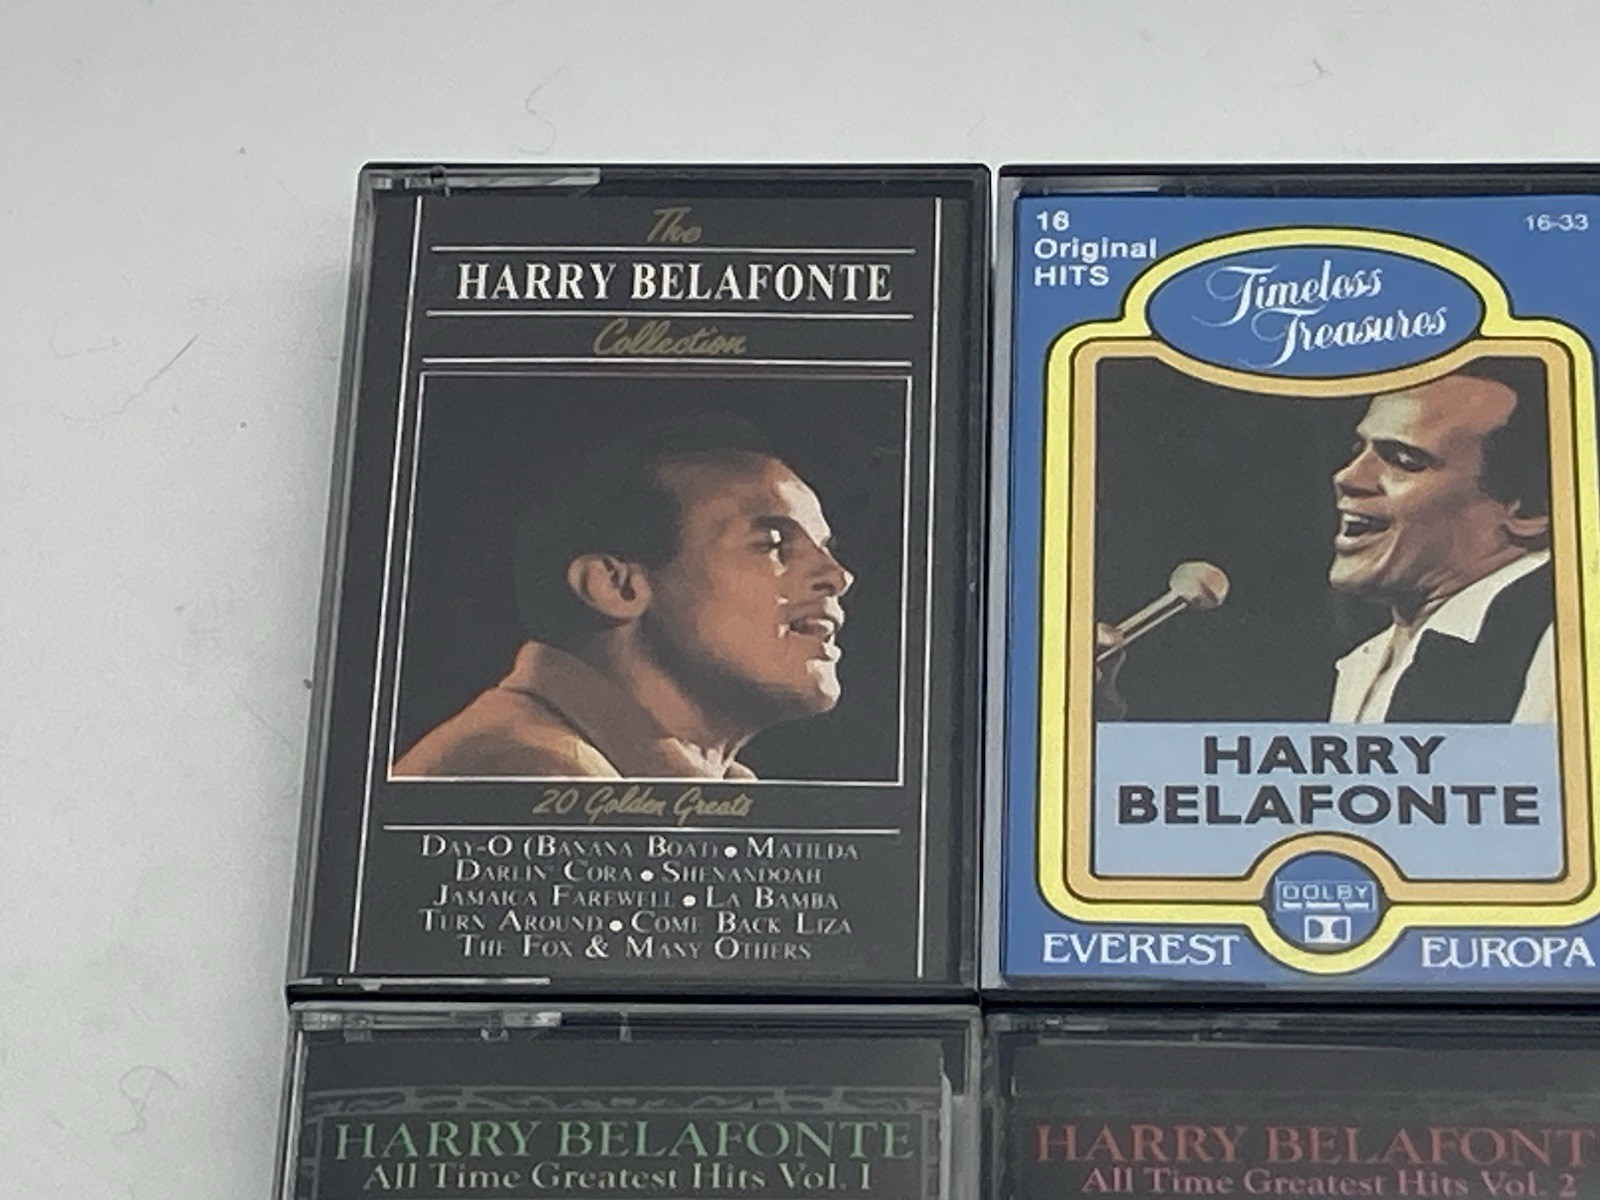 The
HARRY BELAFONTE
Collection
20 Golden Greats
DAY-O (BANANA BOAT) • MATILDA
DARLIN' CORA • SHENANDOAH
JAMAICA FAREWELL • LA BAMBA
TURN AROUND • COME BACK LIZA
THE FOX & MANY OTHERS
16
Original
HITS
16-33
Timeless
Treasures
HARRY
BELAFONTE
DOLBY
EVEREST EUROPA
HARRY BELAFONTE
All Time Greatest Hits Vol. 1
HARRY BELAFONT
All Time Greatest Hits Vol. 2